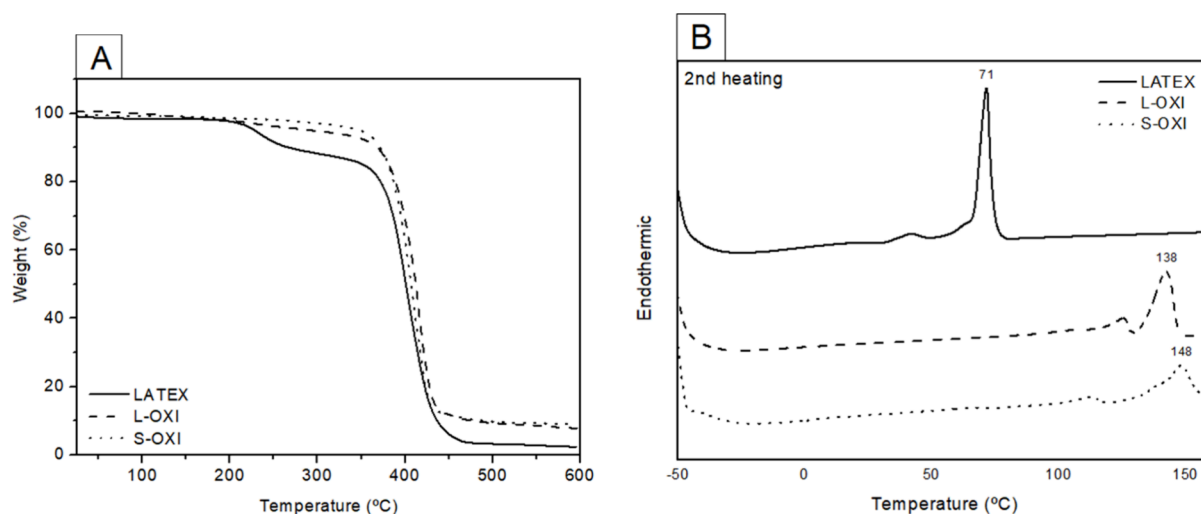 A
Weight (%)
100
80
60
40
20
0
LATEX
L-OXI
S-OXI
100
200
300
400
500
600
Temperature (ºC)
B
2nd heating
71
LATEX
L-OXI
S-OXI
138
148
Endothermic
-50
0
50
100
150
Temperature (ºC)